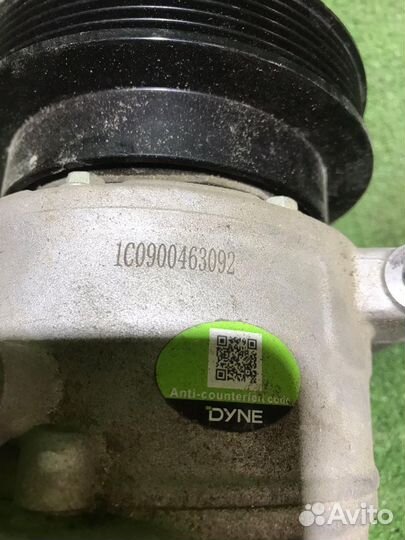 1C0900463092
Anti-counterfeit code
DYNE
Avito